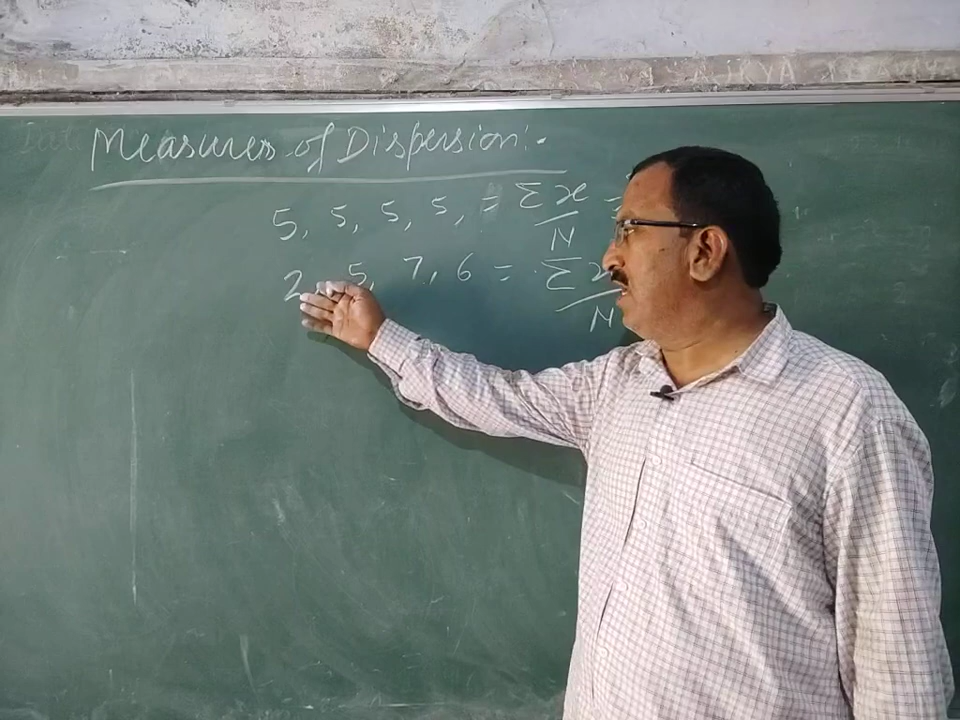 Measures of Dispersion:-
5, 5, 5, 5, = Σx/N =
2, 5, 7, 6 = Σx/N